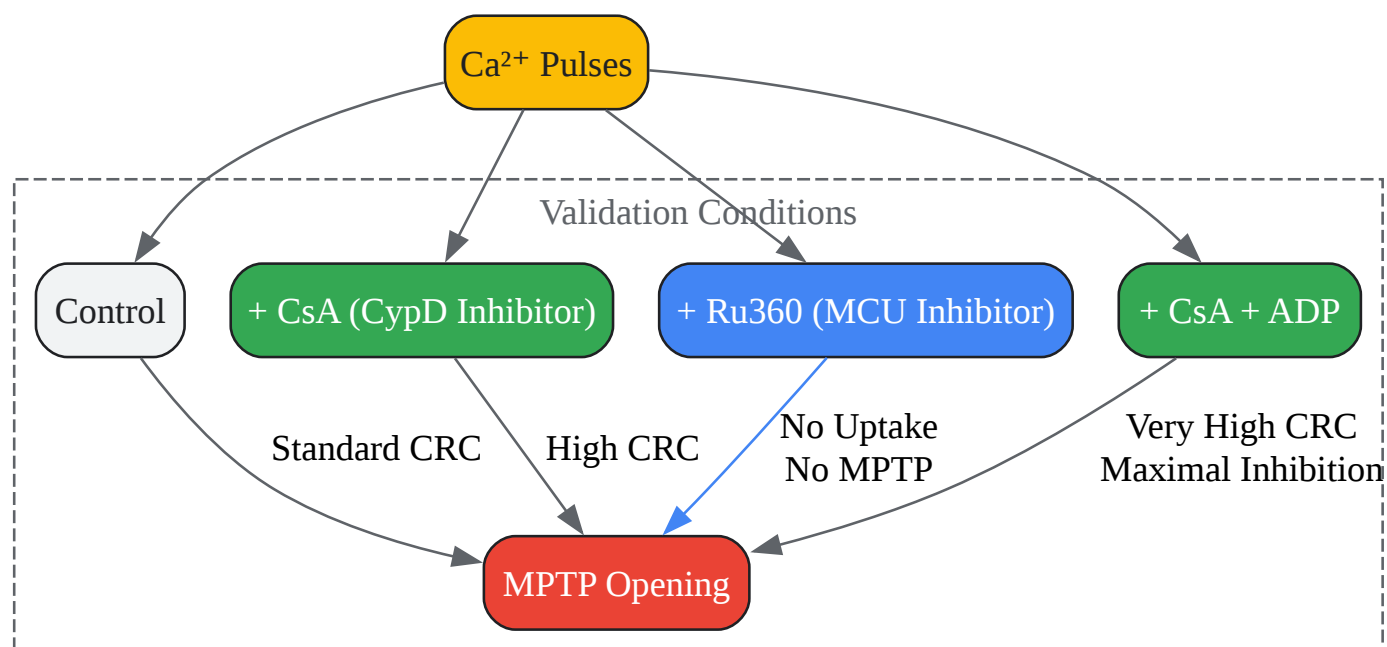 Ca²⁺ Pulses
Validation Conditions
Control
+ CsA (CypD Inhibitor)
+ Ru360 (MCU Inhibitor)
+ CsA + ADP
Standard CRC
High CRC
No Uptake
No MPTP
Very High CRC
Maximal Inhibition
MPTP Opening